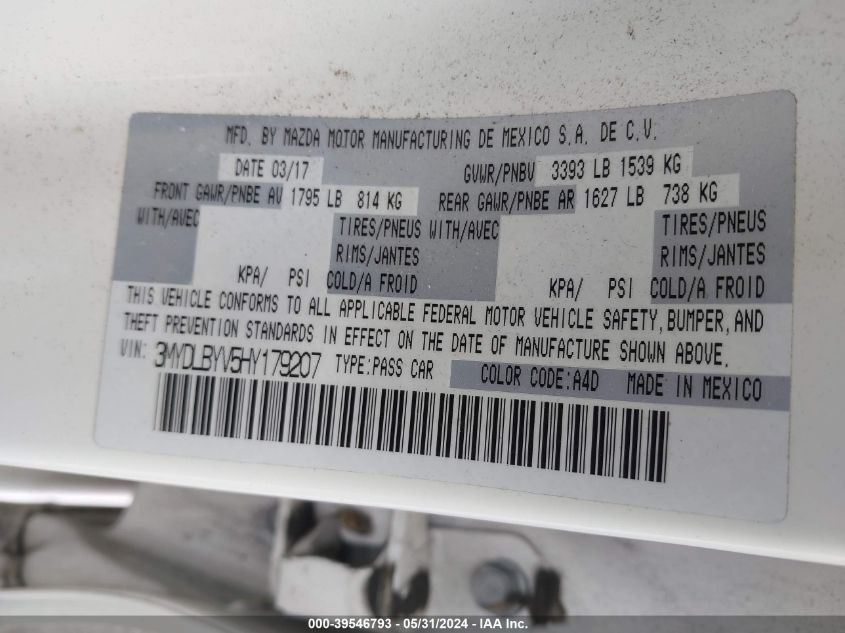 MFD. BY MAZDA MOTOR MANUFACTURING DE MEXICO S.A. DE C.V.
DATE 03/17 GVWR/PNBV 3393 LB 1539 KG
FRONT GAWR/PNBE AV 1795 LB 814 KG REAR GAWR/PNBE AR 1627 LB 738 KG
WITH/AVEC TIRES/PNEUS WITH/AVEC TIRES/PNEUS
RIMS/JANTES RIMS/JANTES
KPA/ PSI COLD/A FROID KPA/ PSI COLD/A FROID
THIS VEHICLE CONFORMS TO ALL APPLICABLE FEDERAL MOTOR VEHICLE SAFETY, BUMPER, AND
THEFT PREVENTION STANDARDS IN EFFECT ON THE DATE OF MANUFACTURE SHOWN ABOVE.
VIN: 3MYDLBYV5HY179207 TYPE:PASS CAR COLOR CODE:A4D MADE IN MEXICO
000-39546793 - 05/31/2024 - IAA Inc.